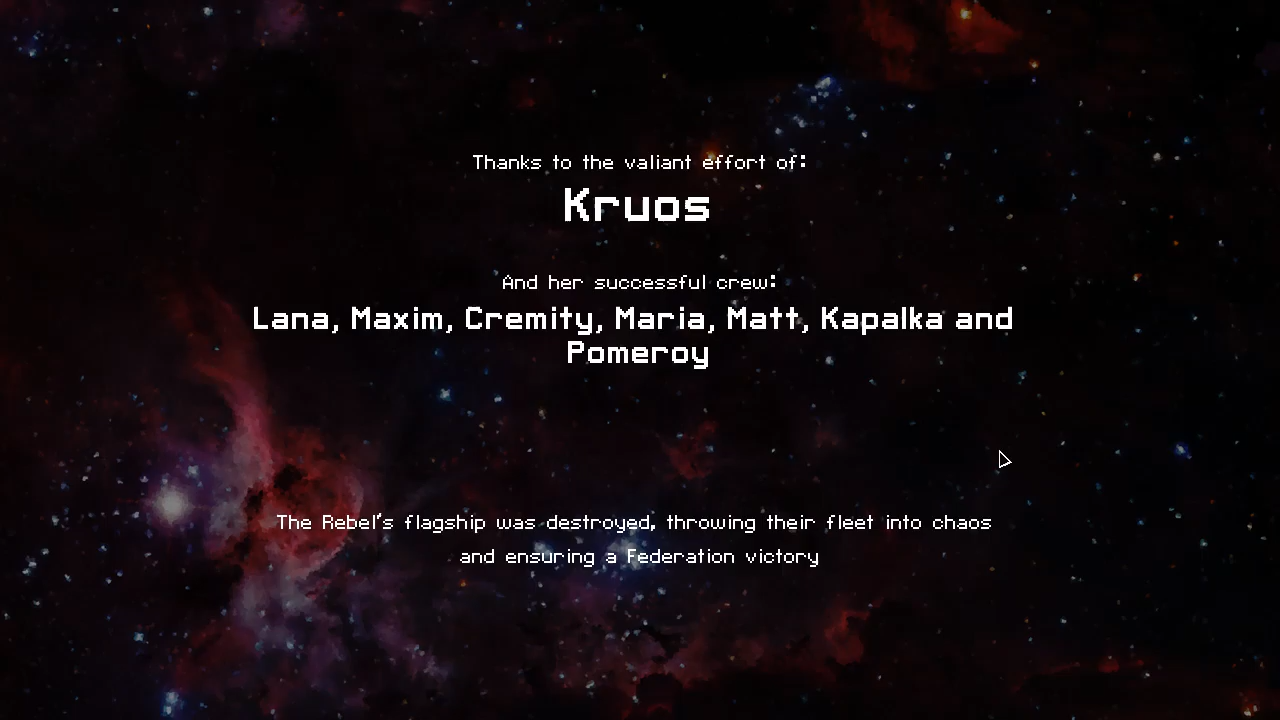 Thanks to the valiant effort of:
Kruos
And her successful crew:
Lana, Maxim, Cremity, Maria, Matt, Kapalka and
Pomeroy
The Rebel's flagship was destroyed, throwing their fleet into chaos
and ensuring a Federation victory